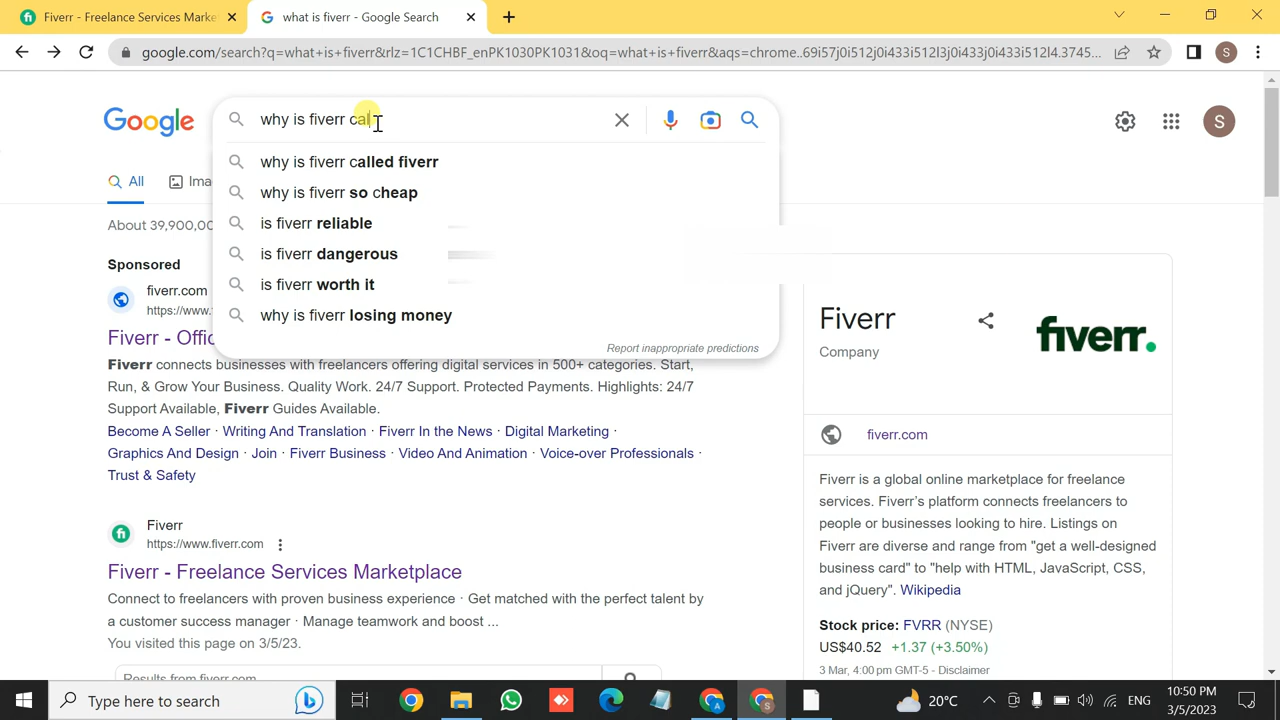 Fiverr - Freelance Services Marke
what is fiverr - Google Search
google.com/search?q=what+is+fiverr&rlz=1C1CHBF_enPK1030PK1031&oq=what+is+fiverr&aqs=chrome..69i57j0i512j0i433i512l3j0i433j0i433i512l4.3745...
S
Google
why is fiverr cal
S
why is fiverr called fiverr
why is fiverr so cheap
is fiverr reliable
is fiverr dangerous
is fiverr worth it
why is fiverr losing money
Report inappropriate predictions
All
Ima
About 39,900,00
Sponsored
fiverr.com
https://www.
Fiverr - Offi
Fiverr connects businesses with freelancers offering digital services in 500+ categories. Start,
Run, & Grow Your Business. Quality Work. 24/7 Support. Protected Payments. Highlights: 24/7
Support Available, Fiverr Guides Available.
Become A Seller · Writing And Translation · Fiverr In the News · Digital Marketing ·
Graphics And Design · Join · Fiverr Business · Video And Animation · Voice-over Professionals ·
Trust & Safety
fi
Fiverr
https://www.fiverr.com
Fiverr - Freelance Services Marketplace
Connect to freelancers with proven business experience · Get matched with the perfect talent by
a customer success manager · Manage teamwork and boost ...
You visited this page on 3/5/23.
Results from fiverr.com
Fiverr
Company
fiverr.
fiverr.com
Fiverr is a global online marketplace for freelance
services. Fiverr's platform connects freelancers to
people or businesses looking to hire. Listings on
Fiverr are diverse and range from "get a well-designed
business card" to "help with HTML, JavaScript, CSS,
and jQuery". Wikipedia
Stock price: FVRR (NYSE)
US$40.52 +1.37 (+3.50%)
3 Mar, 4:00 pm GMT-5 - Disclaimer
Type here to search
20°C
ENG
10:50 PM
3/5/2023